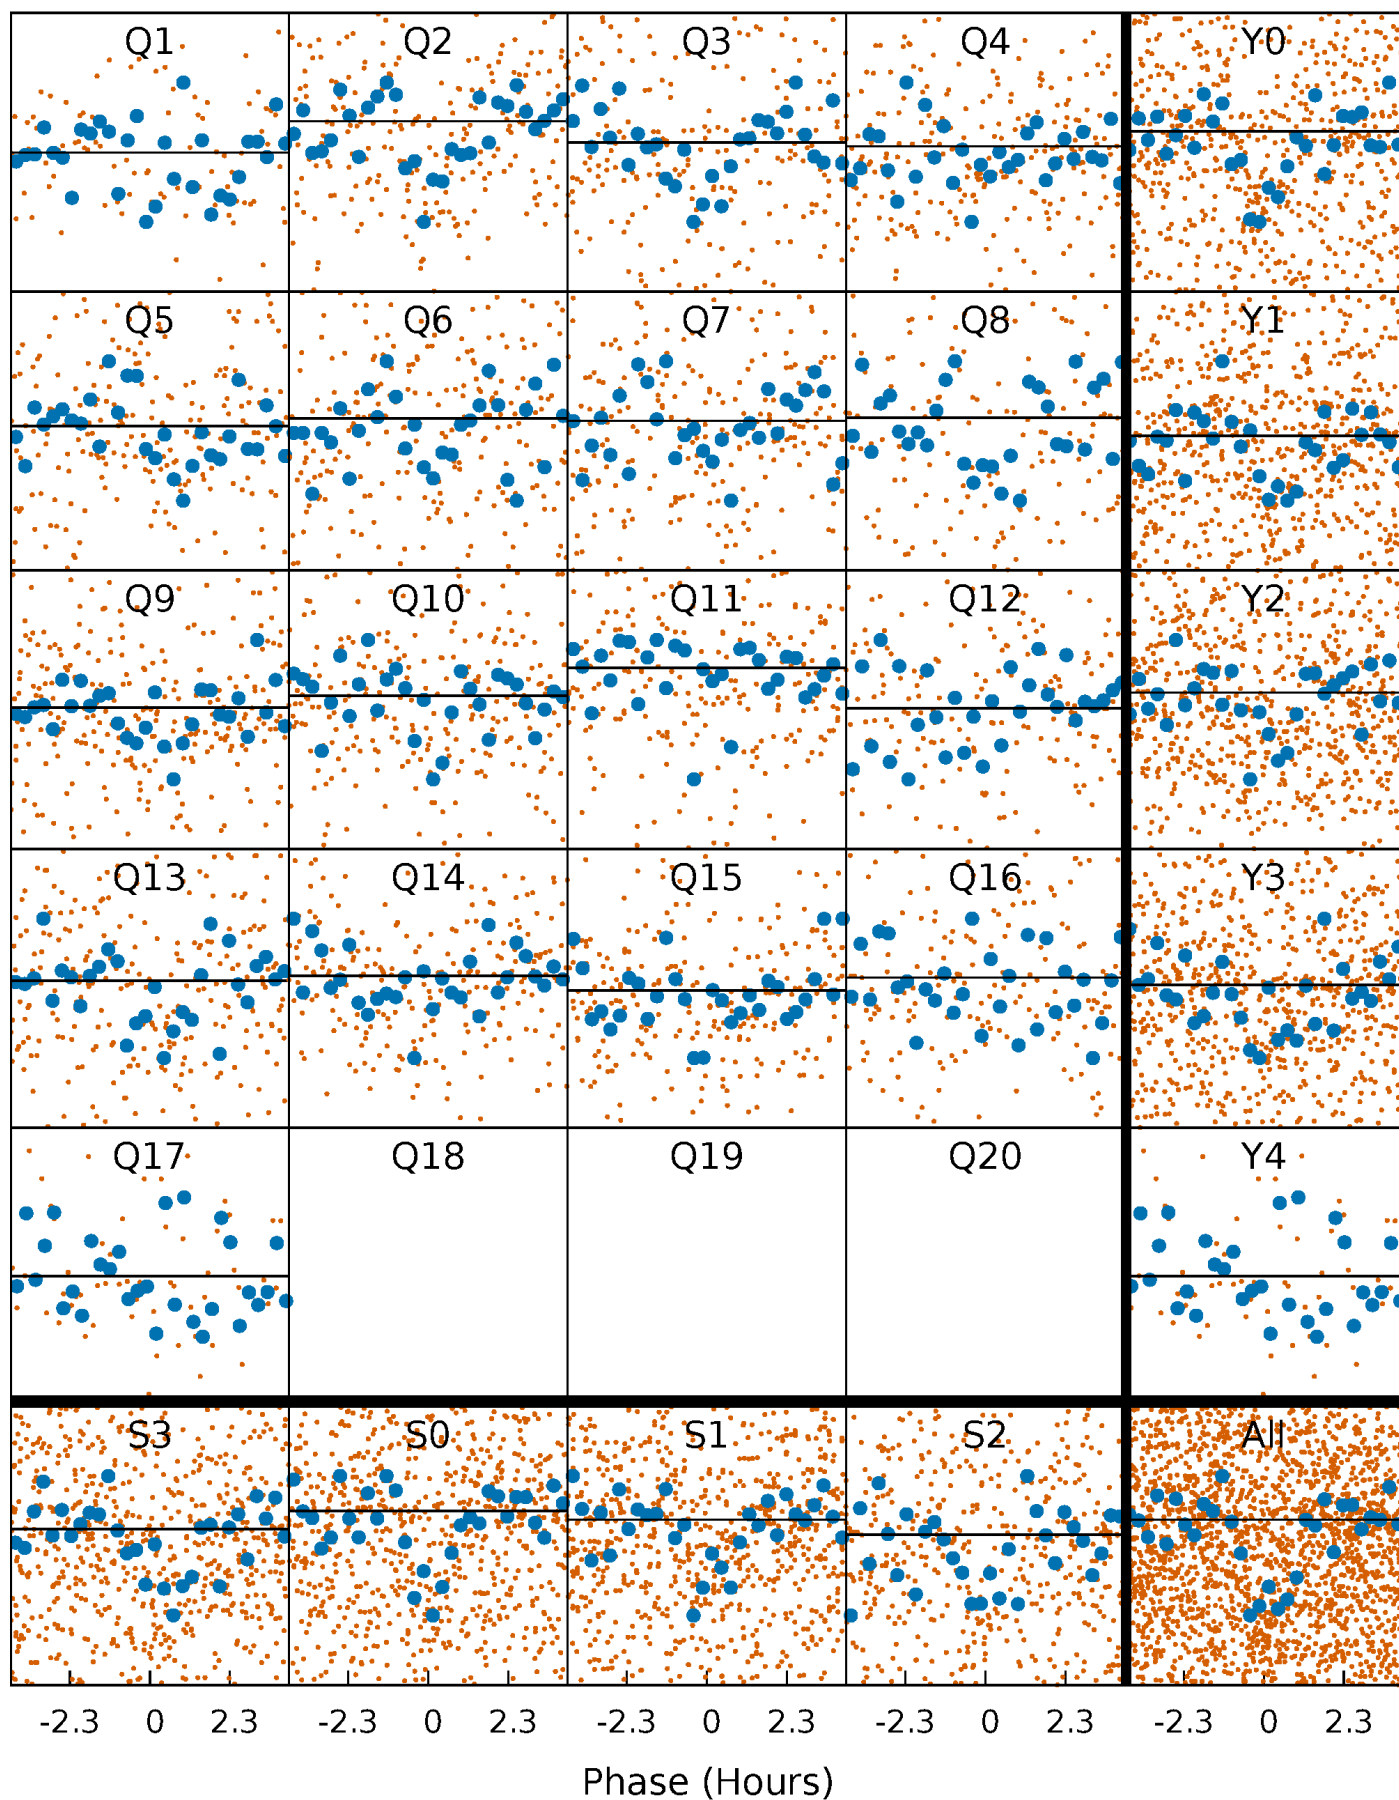 Q1 Q2 Q3 Q4 Y0
Q5 Q6 Q7 Q8 Y1
Q9 Q10 Q11 Q12 Y2
Q13 Q14 Q15 Q16 Y3
Q17 Q18 Q19 Q20 Y4
S3 S0 S1 S2 All
-2.3 0 2.3 -2.3 0 2.3 -2.3 0 2.3 -2.3 0 2.3 -2.3 0 2.3
Phase (Hours)